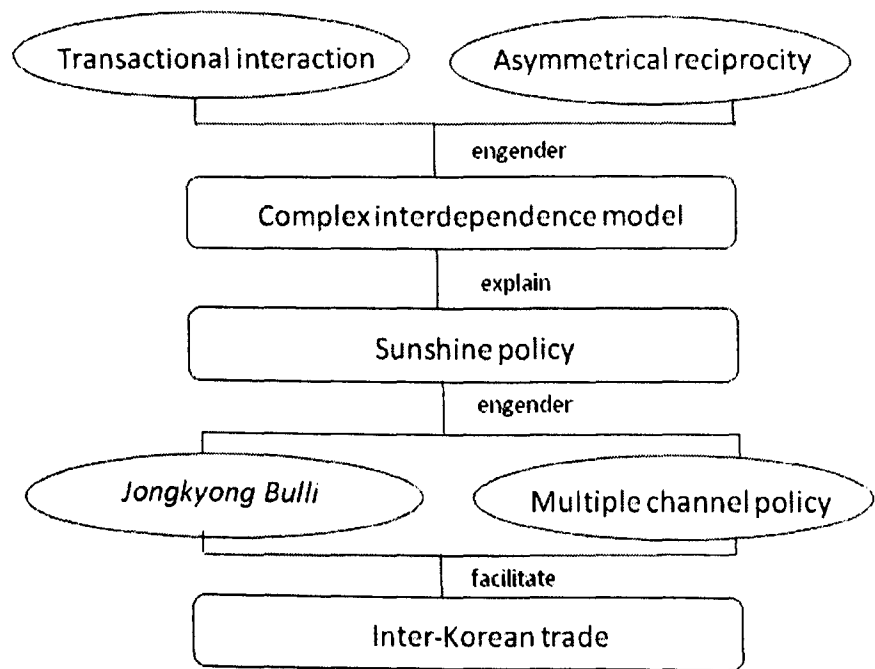 Transactional interaction
Asymmetrical reciprocity
engender
Complex interdependence model
explain
Sunshine policy
engender
Jongkyong Bulli
Multiple channel policy
facilitate
Inter-Korean trade